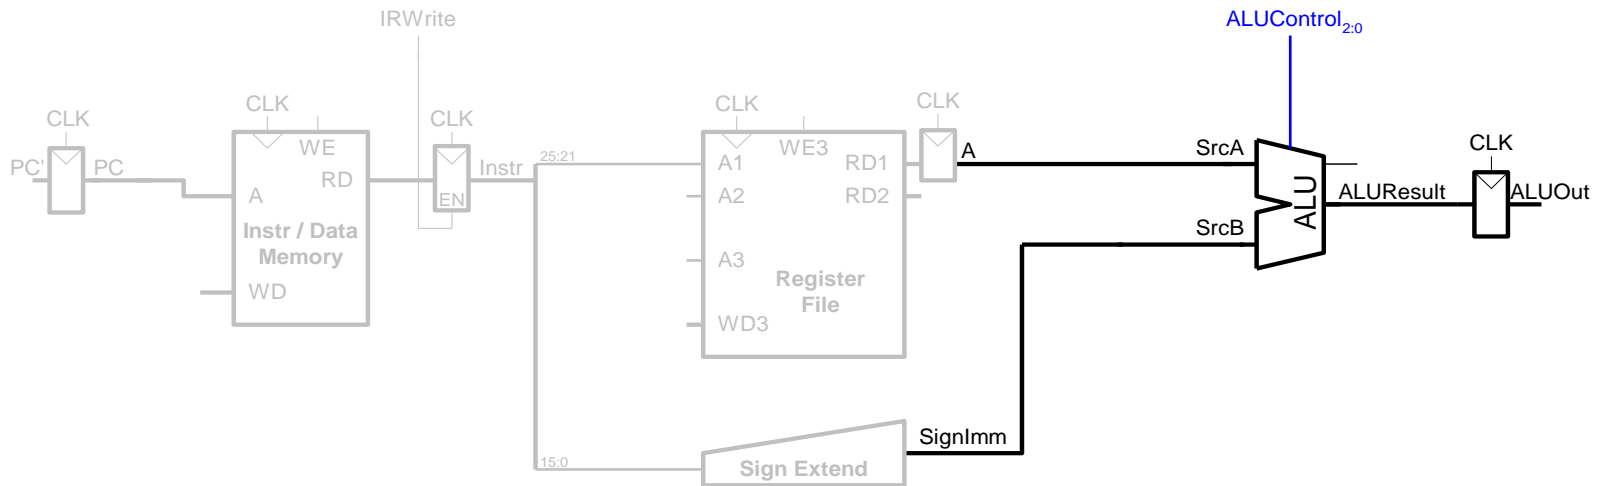 IRWrite
ALUControl2:0
CLK
CLK
CLK
CLK
CLK
CLK
PC'
PC
WE
RD
A
EN
Instr / Data
Memory
WD
Instr
25:21
A1
WE3
RD1
A2
RD2
A3
Register
File
WD3
A
SrcA
ALU
ALUResult
ALUOut
SrcB
SignImm
15:0
Sign Extend